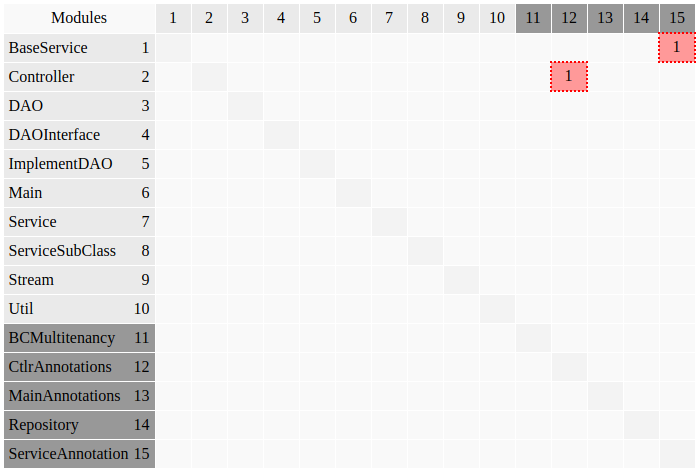 Modules 1 2 3 4 5 6 7 8 9 10 11 12 13 14 15
BaseService 1 1
Controller 2 1
DAO 3
DAOInterface 4
ImplementDAO 5
Main 6
Service 7
ServiceSubClass 8
Stream 9
Util 10
BCMultitenancy 11
CtlrAnnotations 12
MainAnnotations 13
Repository 14
ServiceAnnotation 15